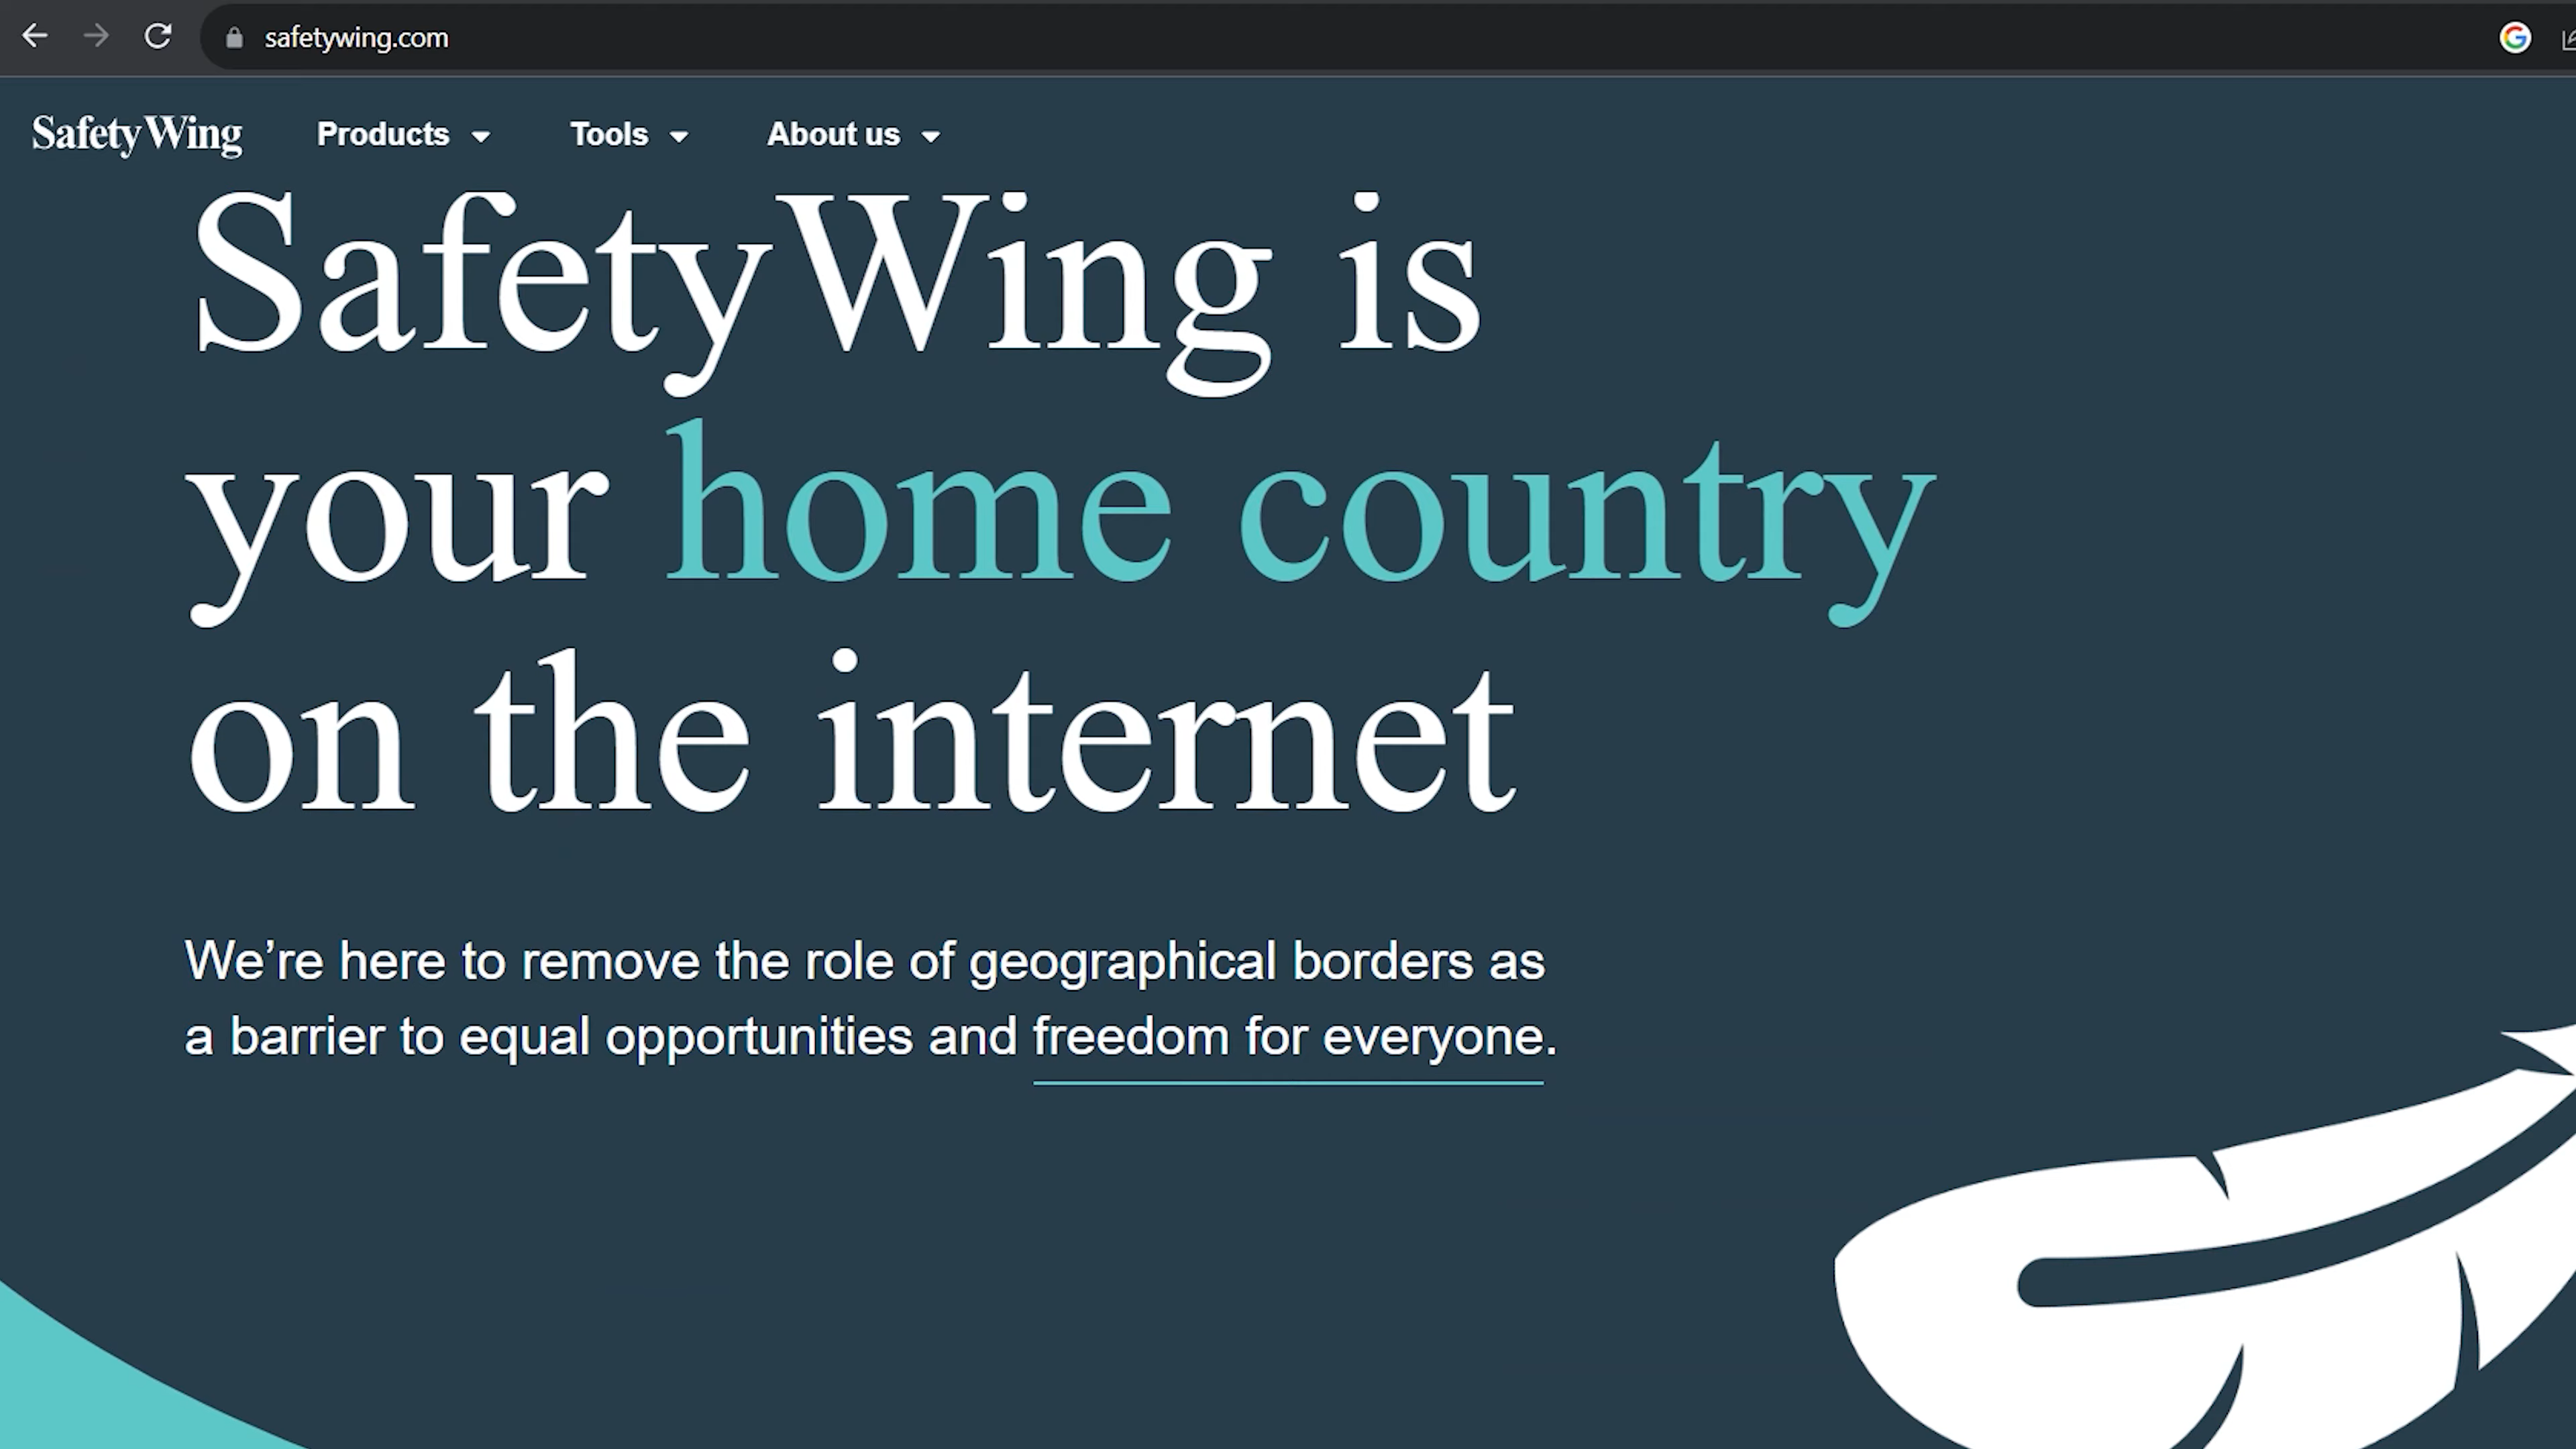 safetywing.com
SafetyWing Products Tools About us
SafetyWing is
your home country
on the internet
We’re here to remove the role of geographical borders as
a barrier to equal opportunities and freedom for everyone.